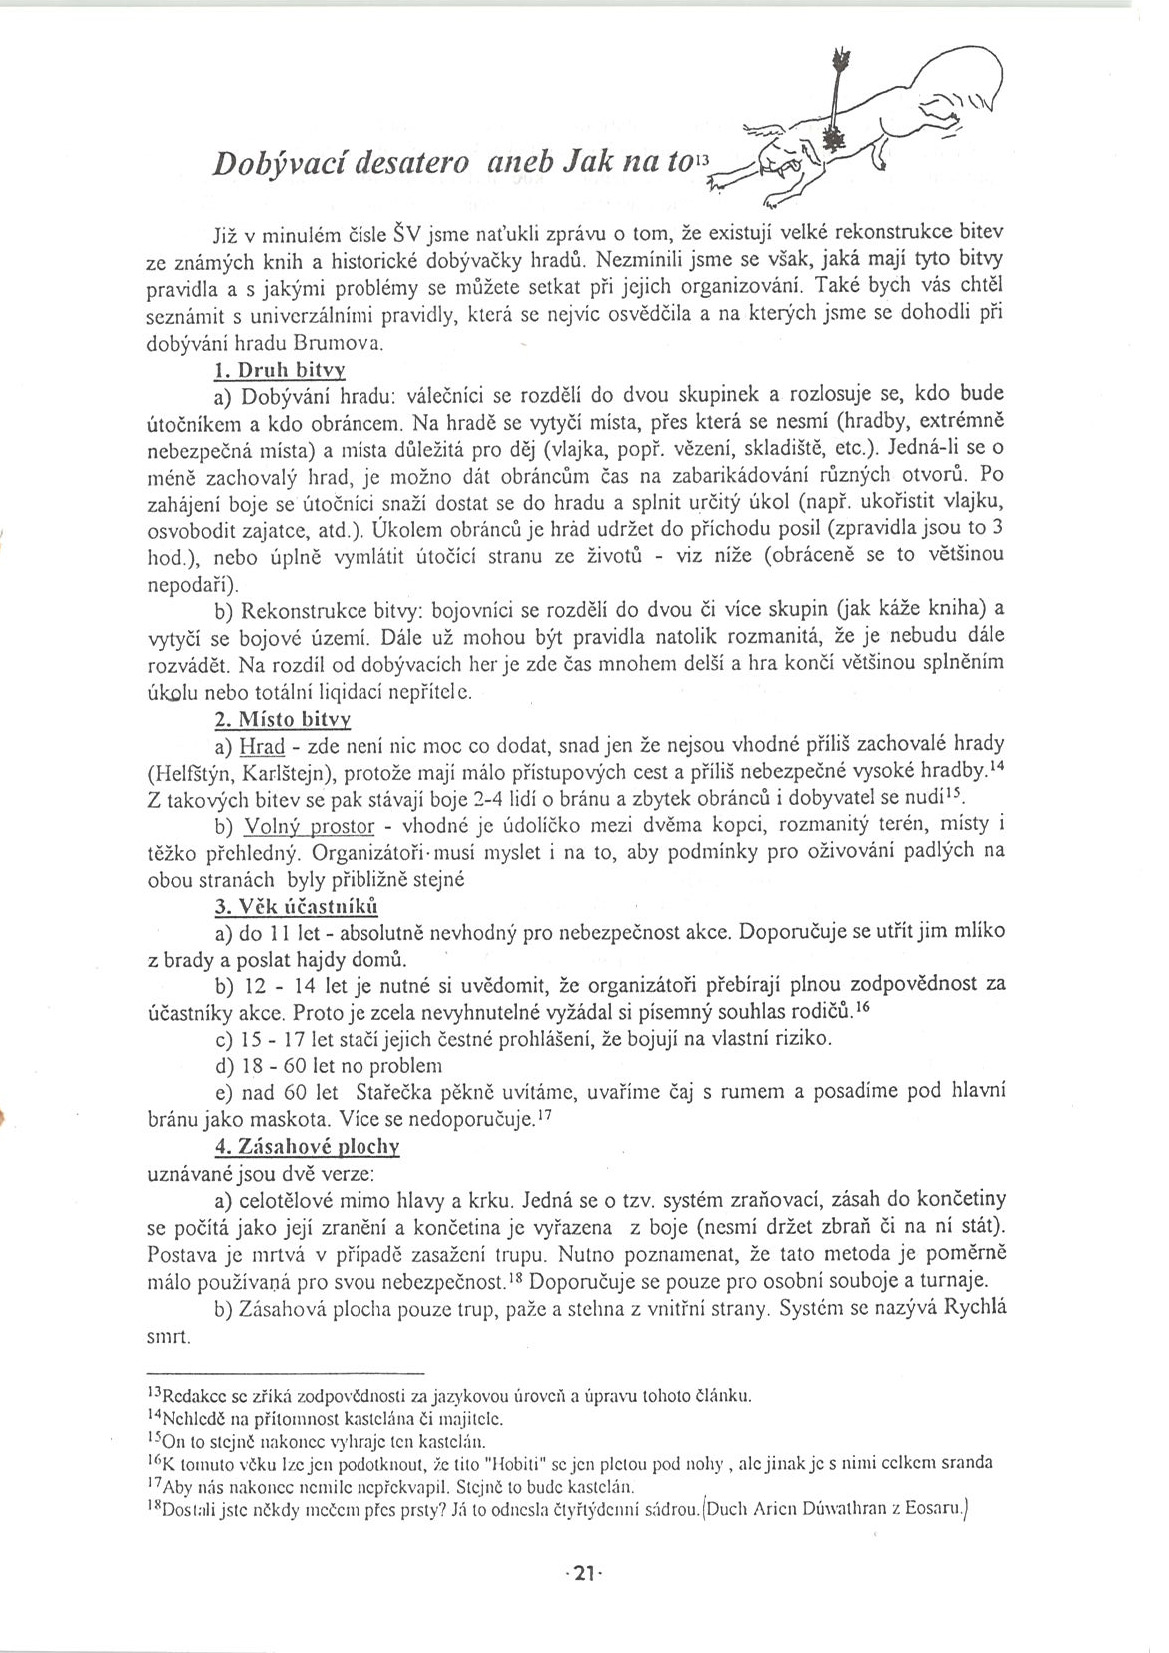 Dobývací desatero aneb Jak na to¹³
Již v minulém čísle ŠV jsme naťukli zprávu o tom, že existují velké rekonstrukce bitev
ze známých knih a historické dobývačky hradů. Nezmínili jsme se však, jaká mají tyto bitvy
pravidla a s jakými problémy se můžete setkat při jejich organizování. Také bych vás chtěl
seznámit s univerzálními pravidly, která se nejvíc osvědčila a na kterých jsme se dohodli při
dobývání hradu Brumova.
1. Druh bitvy
a) Dobývání hradu: válečníci se rozdělí do dvou skupinek a rozlosuje se, kdo bude
útočníkem a kdo obráncem. Na hradě se vytyčí místa, přes která se nesmí (hradby, extrémně
nebezpečná místa) a místa důležitá pro děj (vlajka, popř. vězení, skladiště, etc.). Jedná-li se o
méně zachovalý hrad, je možno dát obráncům čas na zabarikádování různých otvorů. Po
zahájení boje se útočníci snaží dostat se do hradu a splnit určitý úkol (např. ukořistit vlajku,
osvobodit zajatce, atd.). Úkolem obránců je hrad udržet do příchodu posil (zpravidla jsou to 3
hod.), nebo úplně vymlátit útočící stranu ze životů - viz níže (obráceně se to většinou
nepodaří).
b) Rekonstrukce bitvy: bojovníci se rozdělí do dvou či více skupin (jak káže kniha) a
vytyčí se bojové území. Dále už mohou být pravidla natolik rozmanitá, že je nebudu dále
rozvádět. Na rozdíl od dobývacích her je zde čas mnohem delší a hra končí většinou splněním
úkolu nebo totální liqidací nepřítele.
2. Místo bitvy
a) Hrad - zde není nic moc co dodat, snad jen že nejsou vhodné příliš zachovalé hrady
(Helfštýn, Karlštejn), protože mají málo přístupových cest a příliš nebezpečné vysoké hradby.¹⁴
Z takových bitev se pak stávají boje 2-4 lidí o bránu a zbytek obránců i dobyvatel se nudí¹⁵.
b) Volný prostor - vhodné je údolíčko mezi dvěma kopci, rozmanitý terén, místy i
těžko přehledný. Organizátoři musí myslet i na to, aby podmínky pro oživování padlých na
obou stranách byly přibližně stejné
3. Věk účastníků
a) do 11 let - absolutně nevhodný pro nebezpečnost akce. Doporučuje se utřít jim mlíko
z brady a poslat hajdy domů.
b) 12 - 14 let je nutné si uvědomit, že organizátoři přebírají plnou zodpovědnost za
účastníky akce. Proto je zcela nevyhnutelné vyžádal si písemný souhlas rodičů.¹⁶
c) 15 - 17 let stačí jejich čestné prohlášení, že bojují na vlastní riziko.
d) 18 - 60 let no problem
e) nad 60 let Stařečka pěkně uvítáme, uvaříme čaj s rumem a posadíme pod hlavní
bránu jako maskota. Více se nedoporučuje.¹⁷
4. Zásahové plochy
uznávané jsou dvě verze:
a) celotělové mimo hlavy a krku. Jedná se o tzv. systém zraňovací, zásah do končetiny
se počítá jako její zranění a končetina je vyřazena z boje (nesmí držet zbraň či na ní stát).
Postava je mrtvá v případě zasažení trupu. Nutno poznamenat, že tato metoda je poměrně
málo používaná pro svou nebezpečnost.¹⁸ Doporučuje se pouze pro osobní souboje a turnaje.
b) Zásahová plocha pouze trup, paže a stehna z vnitřní strany. Systém se nazývá Rychlá
smrt.
¹³Redakce se zříká zodpovědnosti za jazykovou úroveň a úpravu tohoto článku.
¹⁴Nehledě na přítomnost kastelána či majitele.
¹⁵On to stejně nakonec vyhraje ten kastelán.
¹⁶K tomuto věku lze jen podotknout, že tito "Hobiti" se jen pletou pod nohy , ale jinak je s nimi celkem sranda
¹⁷Aby nás nakonec nemile nepřekvapil. Stejně to bude kastelán.
¹⁸Dostali jste někdy mečem přes prsty? Já to odnesla čtyřtýdenní sádrou.(Duch Arien Dúwathran z Eosaru.)
·21·